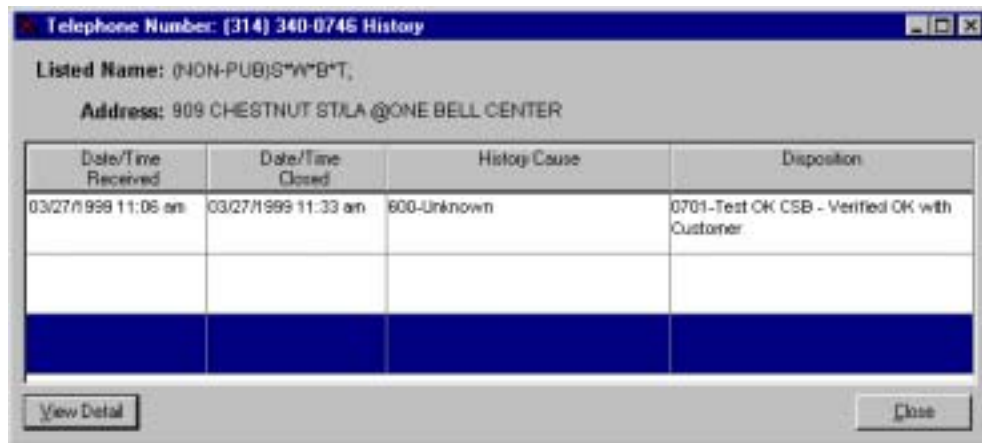 Telephone Number: (314) 340-0746 History
Listed Name: (NON-PUB)S*W*B*T;
Address: 909 CHESTNUT ST/LA @ONE BELL CENTER
Date/Time Received Date/Time Closed History Cause Disposition
03/27/1999 11:06 am 03/27/1999 11:33 am 600-Unknown 0701-Test OK CSB - Verified OK with
Customer
View Detail Close